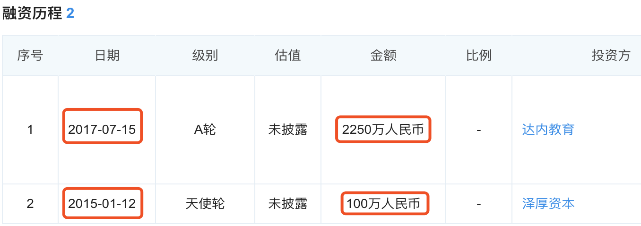 融资历程 2
序号 日期 级别 估值 金额 比例 投资方
1 2017-07-15 A轮 未披露 2250万人民币 - 达内教育
2 2015-01-12 天使轮 未披露 100万人民币 - 泽厚资本